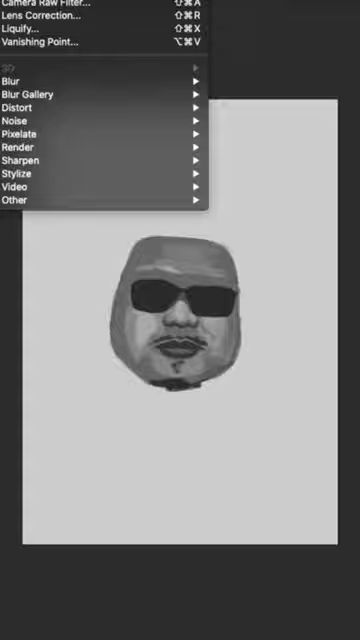 Camera Raw Filter... ⇧⌘A
Lens Correction... ⇧⌘R
Liquify... ⇧⌘X
Vanishing Point... ⌥⌘V
3D
Blur
Blur Gallery
Distort
Noise
Pixelate
Render
Sharpen
Stylize
Video
Other